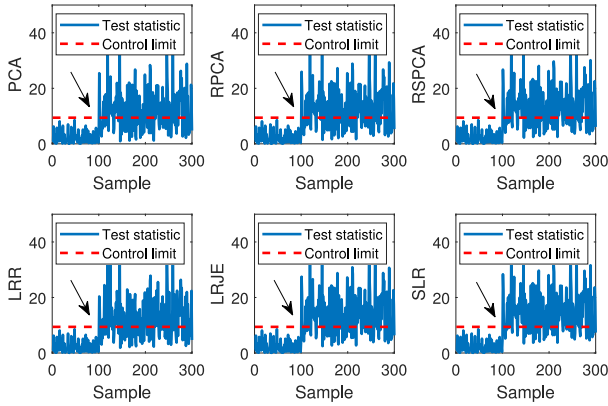 PCA
40
20
0
Test statistic
Control limit
0 100 200 300
Sample
RPCA
40
20
0
Test statistic
Control limit
0 100 200 300
Sample
RSPCA
40
20
0
Test statistic
Control limit
0 100 200 300
Sample
LRR
40
20
0
Test statistic
Control limit
0 100 200 300
Sample
LRJE
40
20
0
Test statistic
Control limit
0 100 200 300
Sample
SLR
40
20
0
Test statistic
Control limit
0 100 200 300
Sample